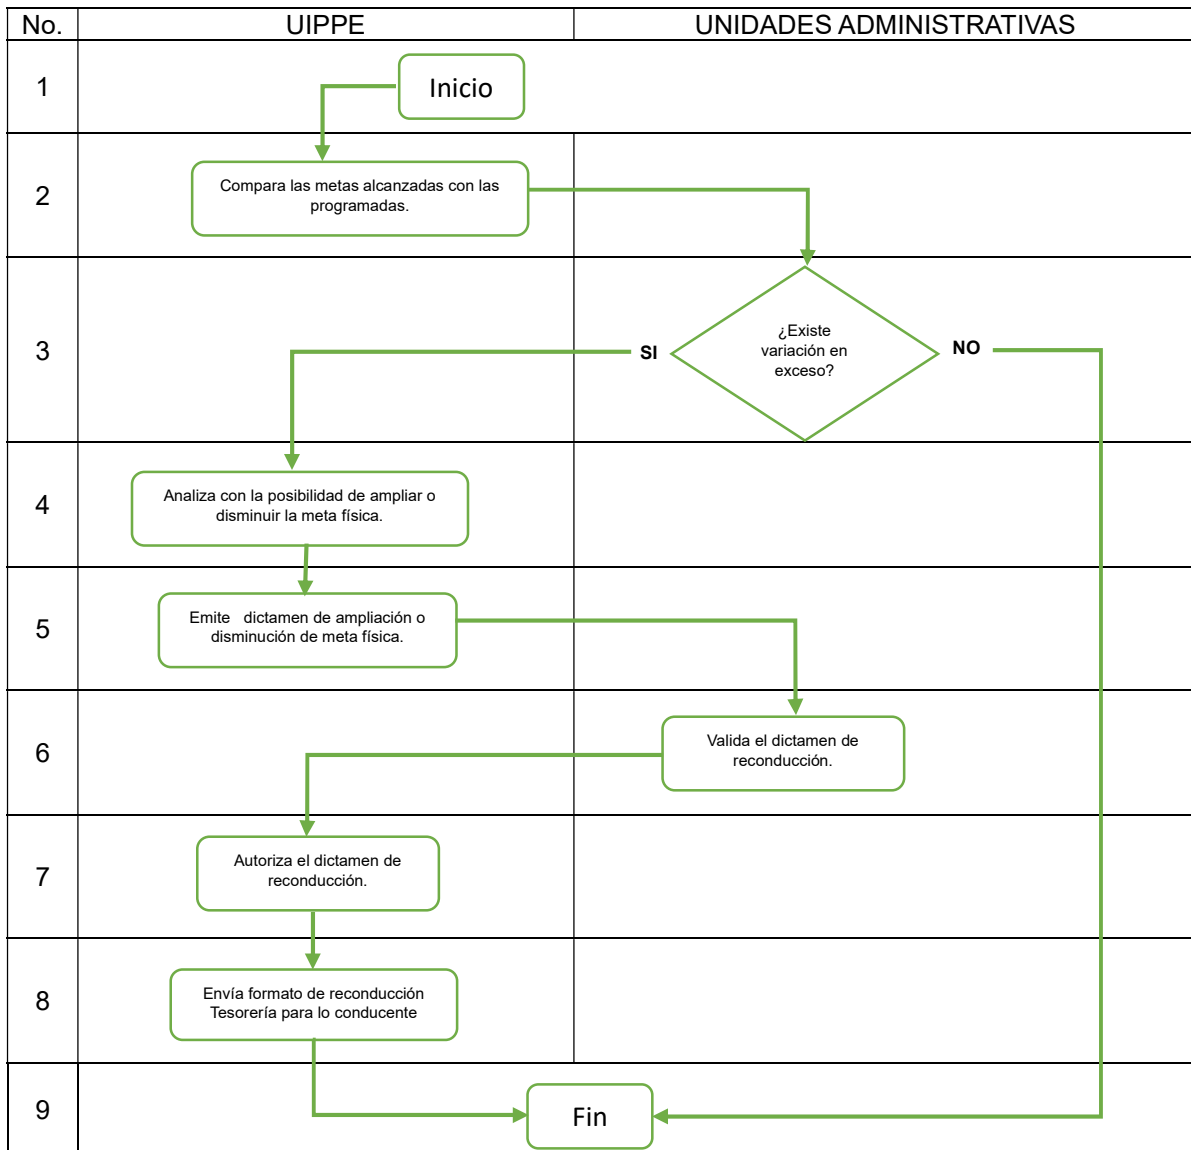 No.
UIPPE
UNIDADES ADMINISTRATIVAS
1
Inicio
2
Compara las metas alcanzadas con las
programadas.
3
SI
¿Existe
variación en
exceso?
NO
4
Analiza con la posibilidad de ampliar o
disminuir la meta física.
5
Emite dictamen de ampliación o
disminución de meta física.
6
Valida el dictamen de
reconducción.
7
Autoriza el dictamen de
reconducción.
8
Envía formato de reconducción
Tesorería para lo conducente
9
Fin